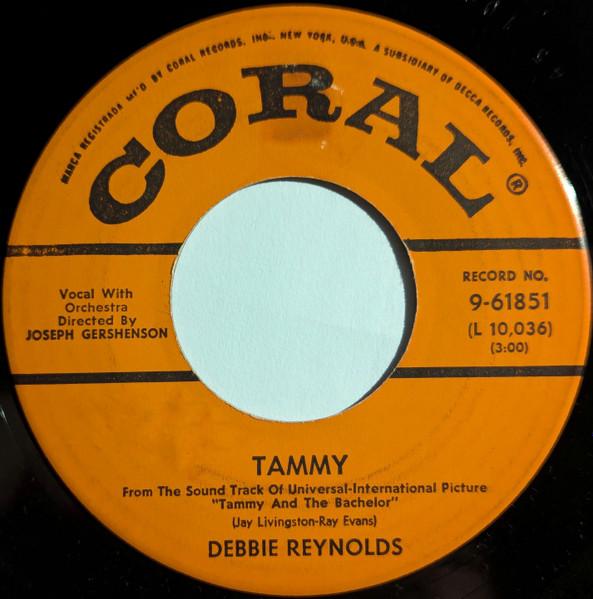 MARCA REGISTRADA MF'D BY CORAL RECORDS, INC. NEW YORK, U.S.A. A SUBSIDIARY OF DECCA RECORDS, INC.
CORAL ®
Vocal With
Orchestra
Directed By
JOSEPH GERSHENSON
RECORD NO.
9-61851
(L 10,036)
(3:00)
TAMMY
From The Sound Track Of Universal-International Picture
"Tammy And The Bachelor"
(Jay Livingston-Ray Evans)
DEBBIE REYNOLDS